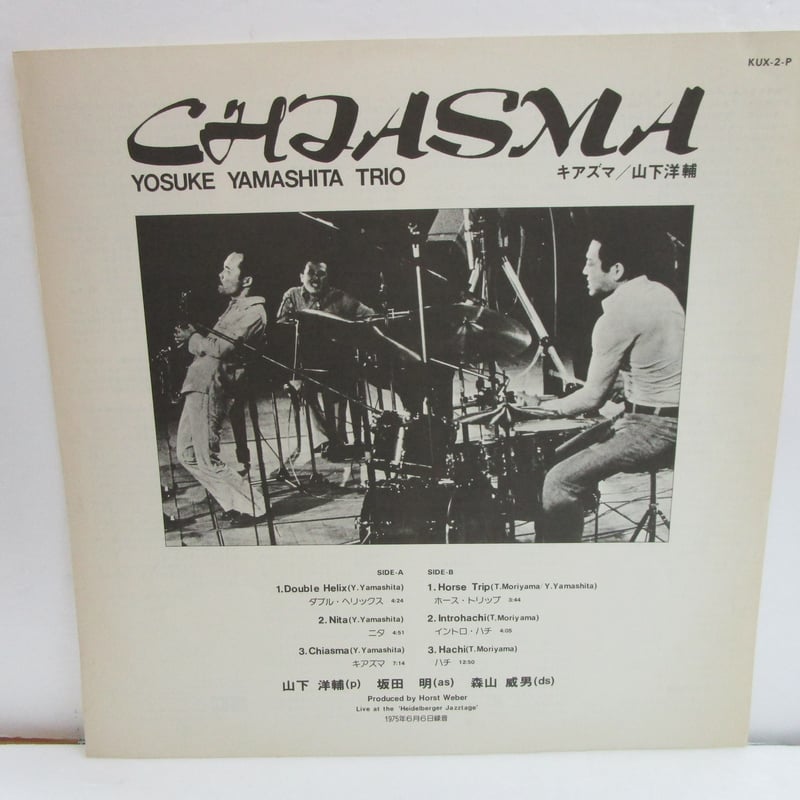 KUX-2-P
CHIASMA
YOSUKE YAMASHITA TRIO
キアズマ/山下洋輔
SIDE-A
1.Double Helix(Y.Yamashita)
ダブル・ヘリックス 4:24
2.Nita(Y.Yamashita)
ニタ 4:51
3.Chiasma(Y.Yamashita)
キアズマ 7:14
SIDE-B
1.Horse Trip(T.Moriyama/Y.Yamashita)
ホース・トリップ 3:44
2.Introhachi(T.Moriyama)
イントロ・ハチ 4:05
3.Hachi(T.Moriyama)
ハチ 12:50
山下 洋輔(p) 坂田 明(as) 森山 威男(ds)
Produced by Horst Weber
Live at the 'Heidelberger Jazztage'
1975年6月6日録音